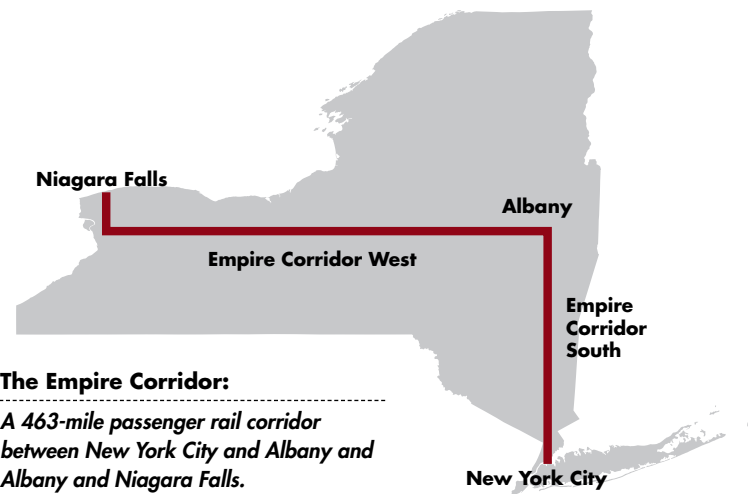 Niagara Falls
Albany
Empire Corridor West
Empire
Corridor
South
The Empire Corridor:
A 463-mile passenger rail corridor
between New York City and Albany and
Albany and Niagara Falls.
New York City